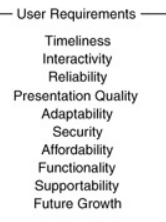 User Requirements
Timeliness
Interactivity
Reliability
Presentation Quality
Adaptability
Security
Affordability
Functionality
Supportability
Future Growth